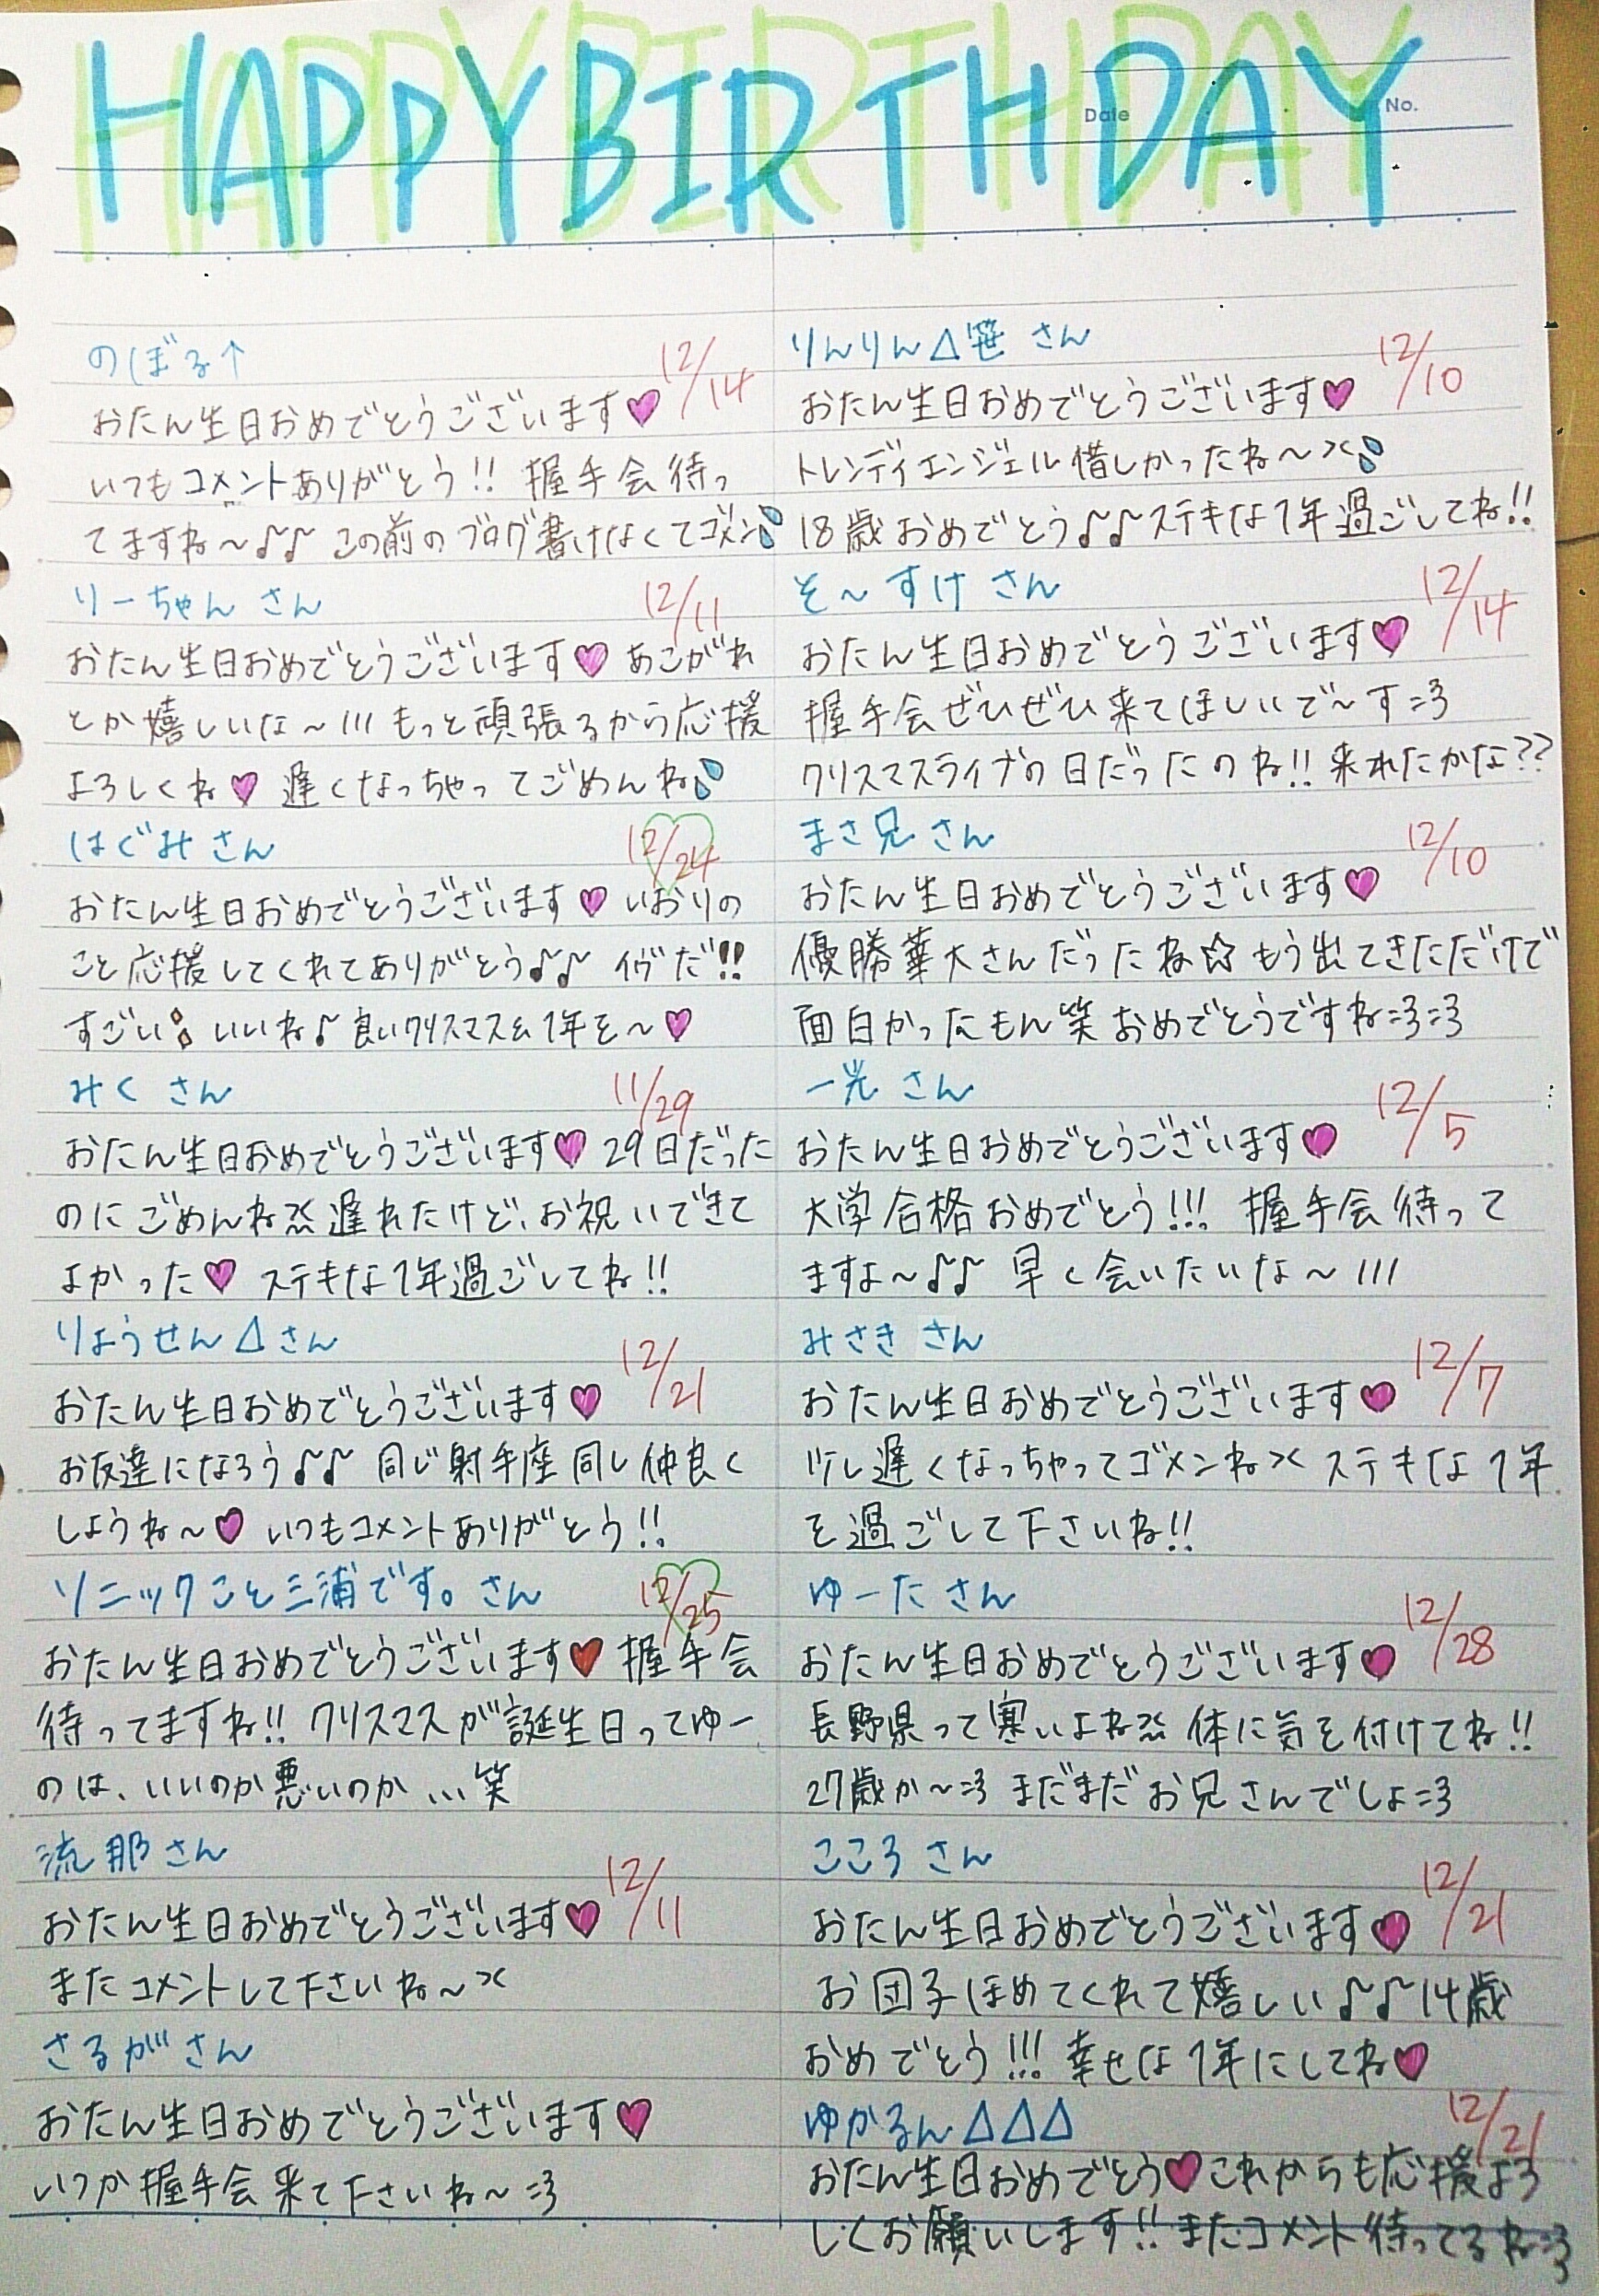 HAPPY BIRTHDAY
Date
No.
のぼる↑
12/14
おたん生日おめでとうございます♥
いつもコメントありがとう!! 握手会待っ
てますね〜♪♪ この前のブログ書けなくてゴメン
りーちゃん さん
12/11
おたん生日おめでとうございます♥ あこがれ
とか嬉しいな〜!!! もっと頑張るから応援
よろしくね♥ 遅くなっちゃってごめんね
はぐみ さん
12/24
おたん生日おめでとうございます♥ いおりの
こと応援してくれてありがとう♪♪ イヴだ!!
すごい いいね♪ 良いクリスマス& 1年を〜♥
みく さん
11/29
おたん生日おめでとうございます♥ 29日だった
のに ごめんね 遅れたけど、お祝いできて
よかった♥ ステキな1年過ごしてね!!
りょうせん△さん
12/21
おたん生日おめでとうございます♥
お友達になろう♪♪ 同じ射手座同し仲良く
しようね〜♥ いつもコメントありがとう!!
ソニックこと三浦です。さん
12/25
おたん生日おめでとうございます♥ 握手会
待ってますね!! クリスマスが誕生日ってゆー
のは、いいのか悪いのか...笑
流那さん
12/11
おたん生日おめでとうございます♥
またコメントして下さいね〜><
さるがさん
おたん生日おめでとうございます♥
いつか握手会来て下さいね〜=3
りんりん△笹 さん
12/10
おたん生日おめでとうございます♥
トレンディエンジェル惜しかったね〜><
18歳おめでとう♪♪ステキな1年過ごしてね!!
そ〜すけ さん
12/14
おたん生日おめでとうございます♥
握手会ぜひぜひ来てほしいで〜す=3
クリスマスライブの日だったのね!! 来れたかな??
まさ兄 さん
12/10
おたん生日おめでとうございます♥
優勝華大さんだったね☆もう出てきただけで
面白かったもん笑 おめでとうですね=3=3
一光 さん
12/5
おたん生日おめでとうございます♥
大学合格おめでとう!!! 握手会待って
ますよ〜♪♪ 早く会いたいな〜!!!
みさき さん
12/7
おたん生日おめでとうございます♥
少し遅くなっちゃってゴメンね>< ステキな1年
を過ごして下さいね!!
ゆーた さん
12/28
おたん生日おめでとうございます♥
長野県って寒いよね 体に気を付けてね!!
27歳か〜=3 まだまだお兄さんでしょ=3
こころ さん
12/21
おたん生日おめでとうございます♥
お団子ほめてくれて嬉しい♪♪14歳
おめでとう!!! 幸せな1年にしてね♥
ゆかるん△△△
12/21
おたん生日おめでとう♥これからも応援よろ
しくお願いします!! またコメント待ってるね=3